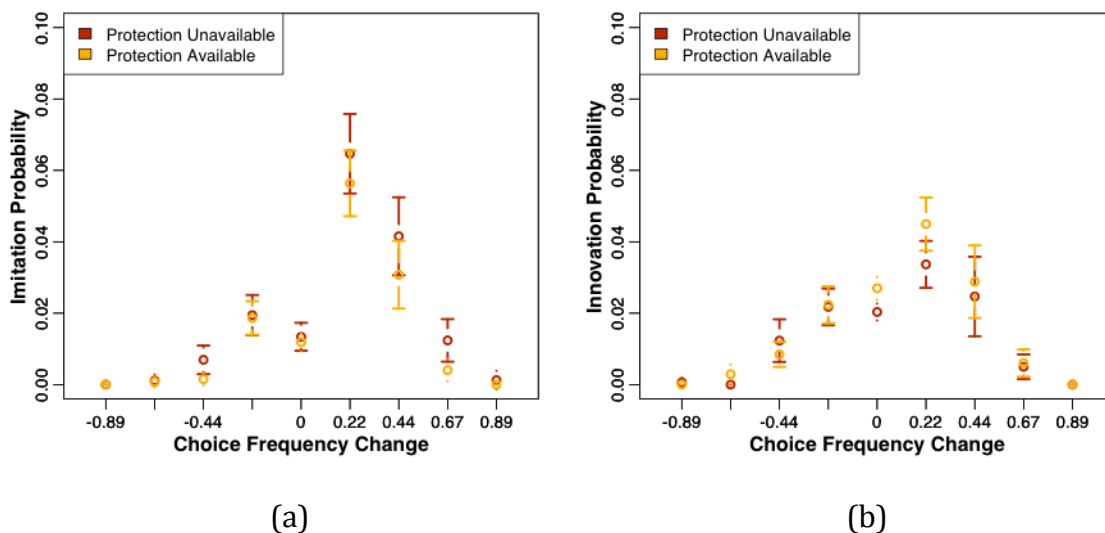 Protection Unavailable
Protection Available
Imitation Probability
0.10
0.08
0.06
0.04
0.02
0.00
-0.89 -0.44 0 0.22 0.44 0.67 0.89
Choice Frequency Change
(a)
Protection Unavailable
Protection Available
Innovation Probability
0.10
0.08
0.06
0.04
0.02
0.00
-0.89 -0.44 0 0.22 0.44 0.67 0.89
Choice Frequency Change
(b)